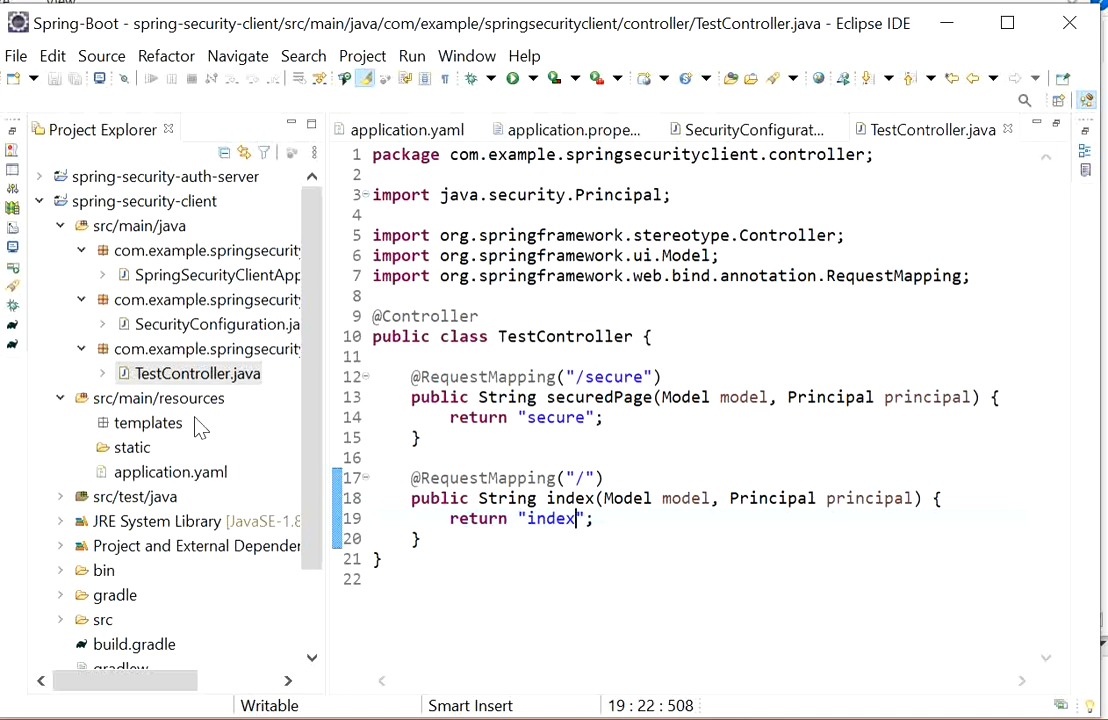 Spring-Boot - spring-security-client/src/main/java/com/example/springsecurityclient/controller/TestController.java - Eclipse IDE
File Edit Source Refactor Navigate Search Project Run Window Help
Project Explorer
application.yaml application.prope... SecurityConfigurat... TestController.java
spring-security-auth-server
spring-security-client
src/main/java
com.example.springsecurity
SpringSecurityClientApp
com.example.springsecurity
SecurityConfiguration.ja
com.example.springsecurity
TestController.java
src/main/resources
templates
static
application.yaml
src/test/java
JRE System Library [JavaSE-1.8
Project and External Depender
bin
gradle
src
build.gradle
gradlew
1 package com.example.springsecurityclient.controller;
2
3 import java.security.Principal;
4
5 import org.springframework.stereotype.Controller;
6 import org.springframework.ui.Model;
7 import org.springframework.web.bind.annotation.RequestMapping;
8
9 @Controller
10 public class TestController {
11
12 @RequestMapping("/secure")
13 public String securedPage(Model model, Principal principal) {
14 return "secure";
15 }
16
17 @RequestMapping("/")
18 public String index(Model model, Principal principal) {
19 return "index";
20 }
21 }
22
Writable Smart Insert 19 : 22 : 508